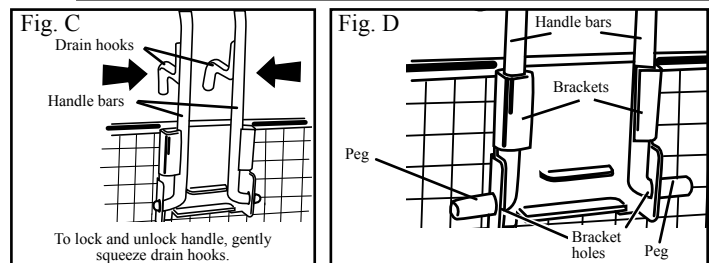 Fig. C
Drain hooks
Handle bars
To lock and unlock handle, gently
squeeze drain hooks.
Fig. D
Handle bars
Brackets
Peg
Bracket
holes
Peg